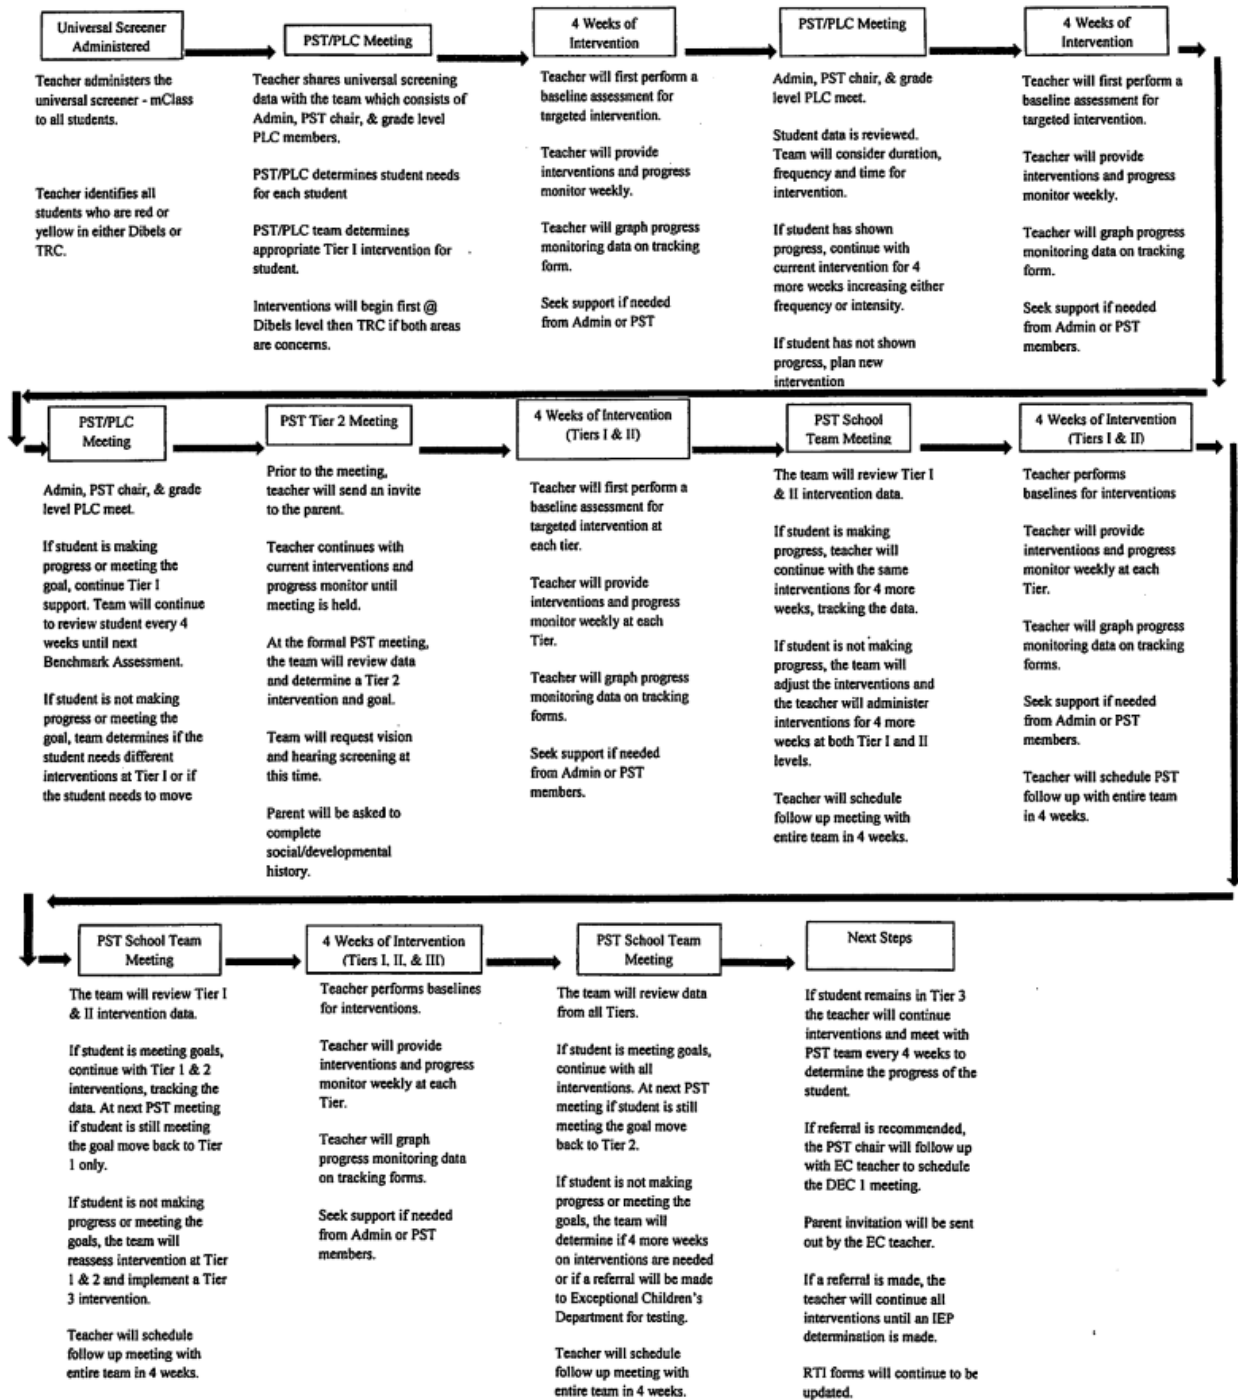 Universal Screener
Administered
Teacher administers the
universal screener - mClass
to all students.
Teacher identifies all
students who are red or
yellow in either Dibels or
TRC.
PST/PLC Meeting
Teacher shares universal screening
data with the team which consists of
Admin, PST chair, & grade level
PLC members.
PST/PLC determines student needs
for each student
PST/PLC team determines
appropriate Tier I intervention for
student.
Interventions will begin first @
Dibels level then TRC if both areas
are concerns.
4 Weeks of
Intervention
Teacher will first perform a
baseline assessment for
targeted intervention.
Teacher will provide
interventions and progress
monitor weekly.
Teacher will graph progress
monitoring data on tracking
form.
Seek support if needed
from Admin or PST
PST/PLC Meeting
Admin, PST chair, & grade
level PLC meet.
Student data is reviewed.
Team will consider duration,
frequency and time for
intervention.
If student has shown
progress, continue with
current intervention for 4
more weeks increasing either
frequency or intensity.
If student has not shown
progress, plan new
intervention
4 Weeks of
Intervention
Teacher will first perform a
baseline assessment for
targeted intervention.
Teacher will provide
interventions and progress
monitor weekly.
Teacher will graph progress
monitoring data on tracking
form.
Seek support if needed
from Admin or PST
members.
PST/PLC
Meeting
Admin, PST chair, & grade
level PLC meet.
If student is making
progress or meeting the
goal, continue Tier I
support. Team will continue
to review student every 4
weeks until next
Benchmark Assessment.
If student is not making
progress or meeting the
goal, team determines if the
student needs different
interventions at Tier I or if
the student needs to move
PST Tier 2 Meeting
Prior to the meeting,
teacher will send an invite
to the parent.
Teacher continues with
current interventions and
progress monitor until
meeting is held.
At the formal PST meeting,
the team will review data
and determine a Tier 2
intervention and goal.
Team will request vision
and hearing screening at
this time.
Parent will be asked to
complete
social/developmental
history.
4 Weeks of Intervention
(Tiers I & II)
Teacher will first perform a
baseline assessment for
targeted intervention at
each tier.
Teacher will provide
interventions and progress
monitor weekly at each
Tier.
Teacher will graph progress
monitoring data on tracking
forms.
Seek support if needed
from Admin or PST
members.
PST School
Team Meeting
The team will review Tier I
& II intervention data.
If student is making
progress, teacher will
continue with the same
interventions for 4 more
weeks, tracking the data.
If student is not making
progress, the team will
adjust the interventions and
the teacher will administer
interventions for 4 more
weeks at both Tier I and II
levels.
Teacher will schedule
follow up meeting with
entire team in 4 weeks.
4 Weeks of Intervention
(Tiers I & II)
Teacher performs
baselines for interventions
Teacher will provide
interventions and progress
monitor weekly at each
Tier.
Teacher will graph progress
monitoring data on tracking
forms.
Seek support if needed
from Admin or PST
members.
Teacher will schedule PST
follow up with entire team
in 4 weeks.
PST School Team
Meeting
The team will review Tier I
& II intervention data.
If student is meeting goals,
continue with Tier 1 & 2
interventions, tracking the
data. At next PST meeting
if student is still meeting
the goal move back to Tier
1 only.
If student is not making
progress or meeting the
goals, the team will
reassess intervention at Tier
1 & 2 and implement a Tier
3 intervention.
Teacher will schedule
follow up meeting with
entire team in 4 weeks.
4 Weeks of Intervention
(Tiers I, II, & III)
Teacher performs baselines
for interventions.
Teacher will provide
interventions and progress
monitor weekly at each
Tier.
Teacher will graph
progress monitoring data
on tracking forms.
Seek support if needed
from Admin or PST
members.
PST School Team
Meeting
The team will review data
from all Tiers.
If student is meeting goals,
continue with all
interventions. At next PST
meeting if student is still
meeting the goal move
back to Tier 2.
If student is not making
progress or meeting the
goals, the team will
determine if 4 more weeks
on interventions are needed
or if a referral will be made
to Exceptional Children's
Department for testing.
Teacher will schedule
follow up meeting with
entire team in 4 weeks.
Next Steps
If student remains in Tier 3
the teacher will continue
interventions and meet with
PST team every 4 weeks to
determine the progress of the
student.
If referral is recommended,
the PST chair will follow up
with EC teacher to schedule
the DEC 1 meeting.
Parent invitation will be sent
out by the EC teacher.
If a referral is made, the
teacher will continue all
interventions until an IEP
determination is made.
RTI forms will continue to be
updated.